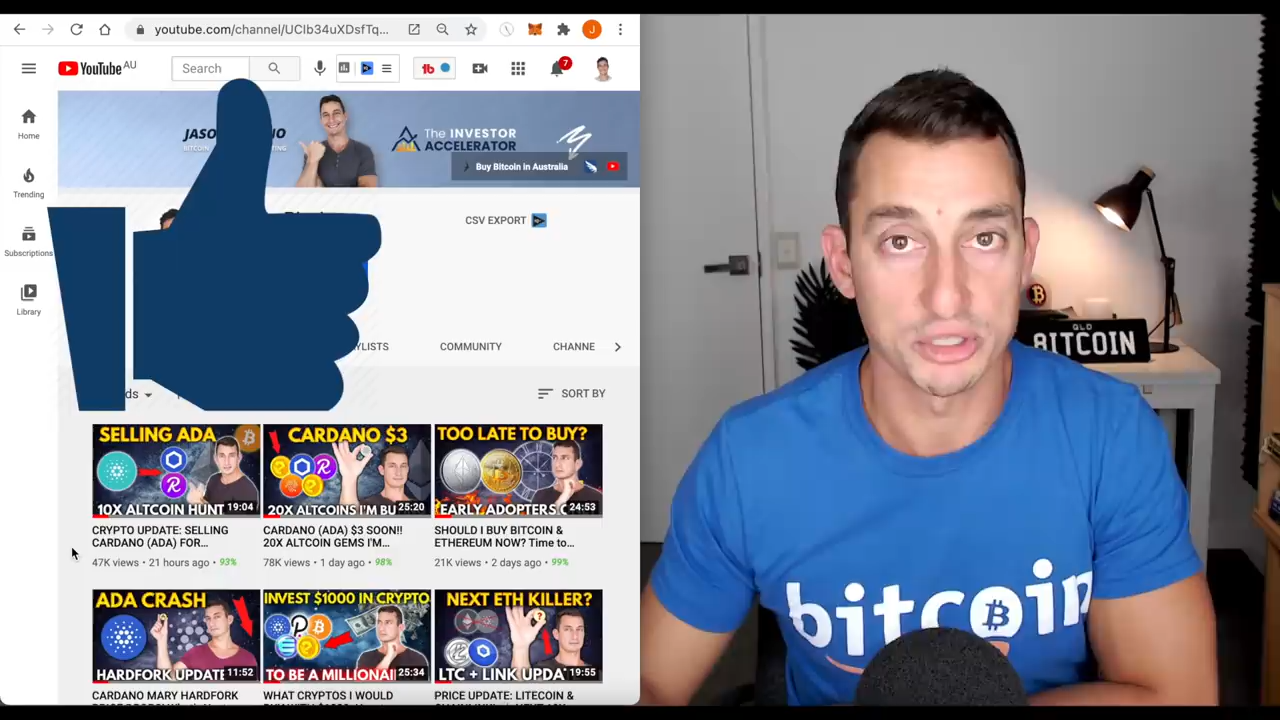 youtube.com/channel/UCIb34uXDsfTq...
J
YouTube AU
Search
tb
7
Home
Trending
Subscriptions
Library
The INVESTOR
ACCELERATOR
Buy Bitcoin in Australia
CSV EXPORT
COMMUNITY
CHANNE
SORT BY
SELLING ADA
10X ALTCOIN HUNT
19:04
CARDANO $3
20X ALTCOINS I'M BU
25:20
TOO LATE TO BUY?
EARLY ADOPTERS
24:53
CRYPTO UPDATE: SELLING
CARDANO (ADA) FOR...
47K views • 21 hours ago • 93%
CARDANO (ADA) $3 SOON!!
20X ALTCOIN GEMS I'M...
78K views • 1 day ago • 98%
SHOULD I BUY BITCOIN &
ETHEREUM NOW? Time to...
21K views • 2 days ago • 99%
ADA CRASH
HARDFORK UPDATE
11:52
INVEST $1000 IN CRYPTO
TO BE A MILLIONAI
25:34
NEXT ETH KILLER?
LTC + LINK UPDA
19:55
CARDANO MARY HARDFORK
WHAT CRYPTOS I WOULD
PRICE UPDATE: LITECOIN &
QLD
BITCOIN
bitcoin